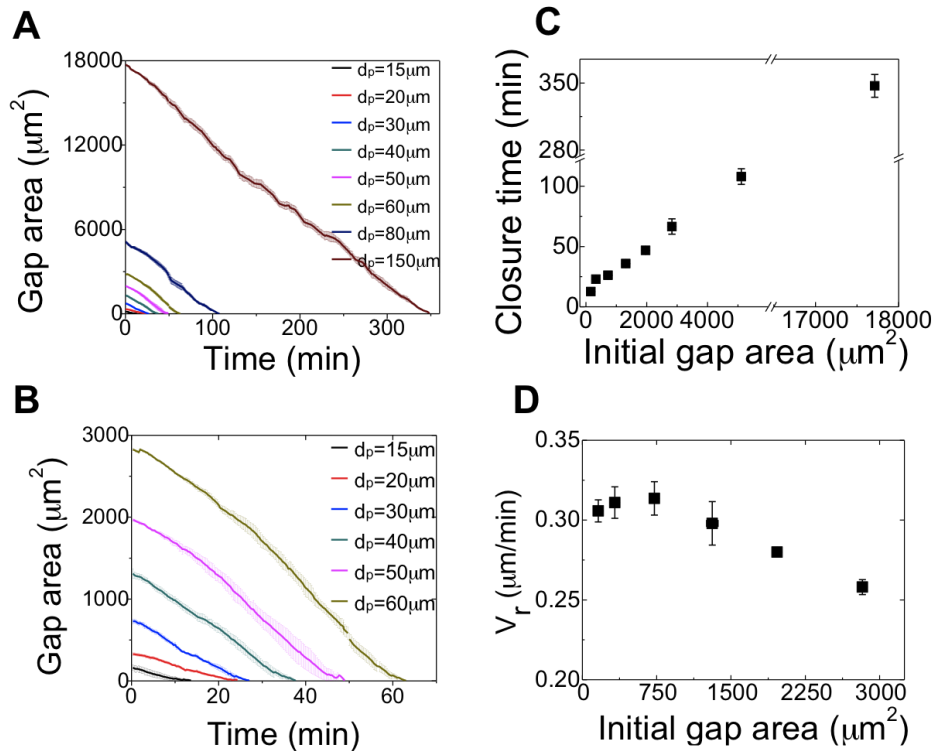 A
Gap area (μm²)
18000
12000
6000
0
dₚ=15μm
dₚ=20μm
dₚ=30μm
dₚ=40μm
dₚ=50μm
dₚ=60μm
dₚ=80μm
dₚ=150μm
0 100 200 300
Time (min)
C
Closure time (min)
350
280
100
50
0
0 2000 4000 17000 18000
Initial gap area (μm²)
B
Gap area (μm²)
3000
2000
1000
0
dₚ=15μm
dₚ=20μm
dₚ=30μm
dₚ=40μm
dₚ=50μm
dₚ=60μm
0 20 40 60
Time (min)
D
Vᵣ (μm/min)
0.35
0.30
0.25
0.20
0 750 1500 2250 3000
Initial gap area (μm²)